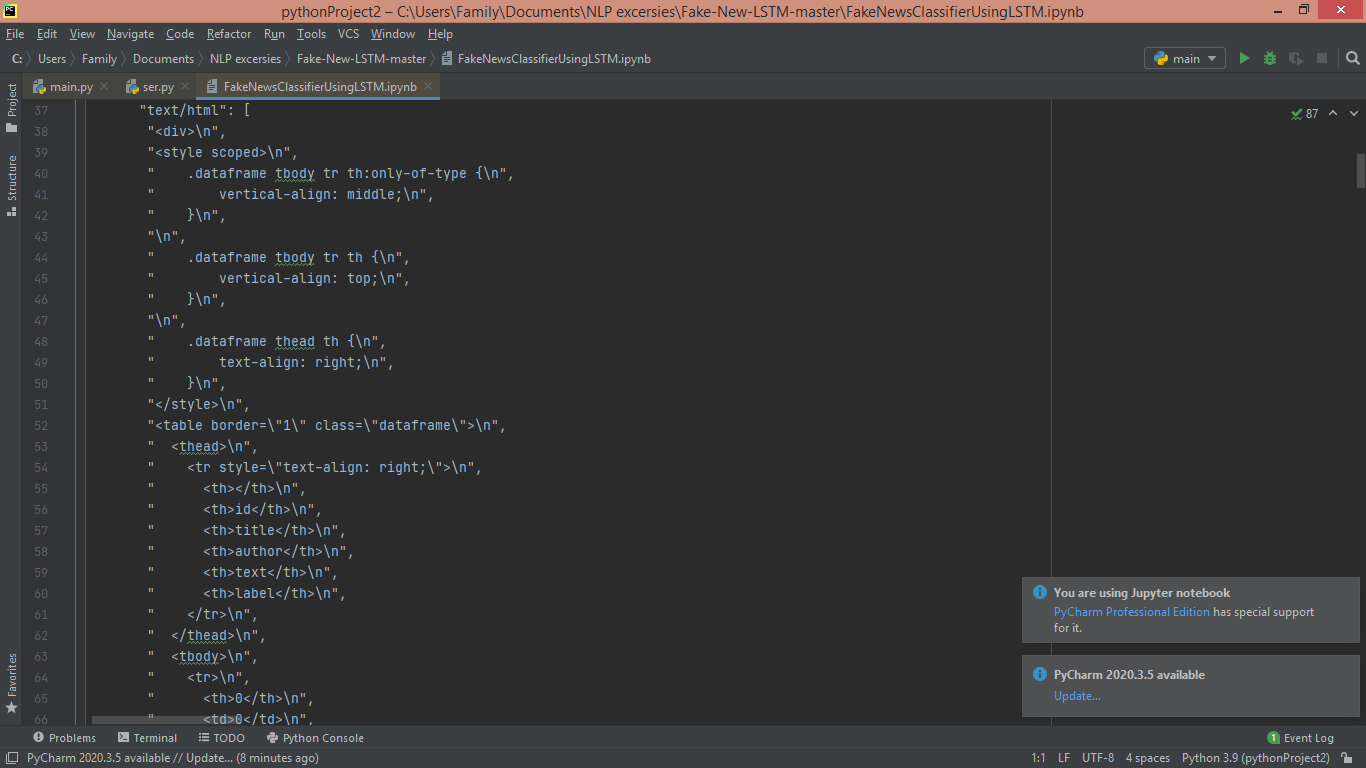 pythonProject2 – C:\Users\Family\Documents\NLP excersies\Fake-New-LSTM-master\FakeNewsClassifierUsingLSTM.ipynb
File Edit View Navigate Code Refactor Run Tools VCS Window Help
C: Users Family Documents NLP excersies Fake-New-LSTM-master FakeNewsClassifierUsingLSTM.ipynb main
main.py ser.py FakeNewsClassifierUsingLSTM.ipynb
Project
Structure
Favorites
87
37 "text/html": [
38 "<div>\n",
39 "<style scoped>\n",
40 "    .dataframe tbody tr th:only-of-type {\n",
41 "        vertical-align: middle;\n",
42 "    }\n",
43 "\n",
44 "    .dataframe tbody tr th {\n",
45 "        vertical-align: top;\n",
46 "    }\n",
47 "\n",
48 "    .dataframe thead th {\n",
49 "        text-align: right;\n",
50 "    }\n",
51 "</style>\n",
52 "<table border=\"1\" class=\"dataframe\">\n",
53 "  <thead>\n",
54 "    <tr style=\"text-align: right;\">\n",
55 "      <th></th>\n",
56 "      <th>id</th>\n",
57 "      <th>title</th>\n",
58 "      <th>author</th>\n",
59 "      <th>text</th>\n",
60 "      <th>label</th>\n",
61 "    </tr>\n",
62 "  </thead>\n",
63 "  <tbody>\n",
64 "    <tr>\n",
65 "      <th>0</th>\n",
66 "      <td>0</td>\n",
You are using Jupyter notebook
PyCharm Professional Edition has special support
for it.
PyCharm 2020.3.5 available
Update...
Problems Terminal TODO Python Console 1 Event Log
PyCharm 2020.3.5 available // Update... (8 minutes ago) 1:1 LF UTF-8 4 spaces Python 3.9 (pythonProject2)